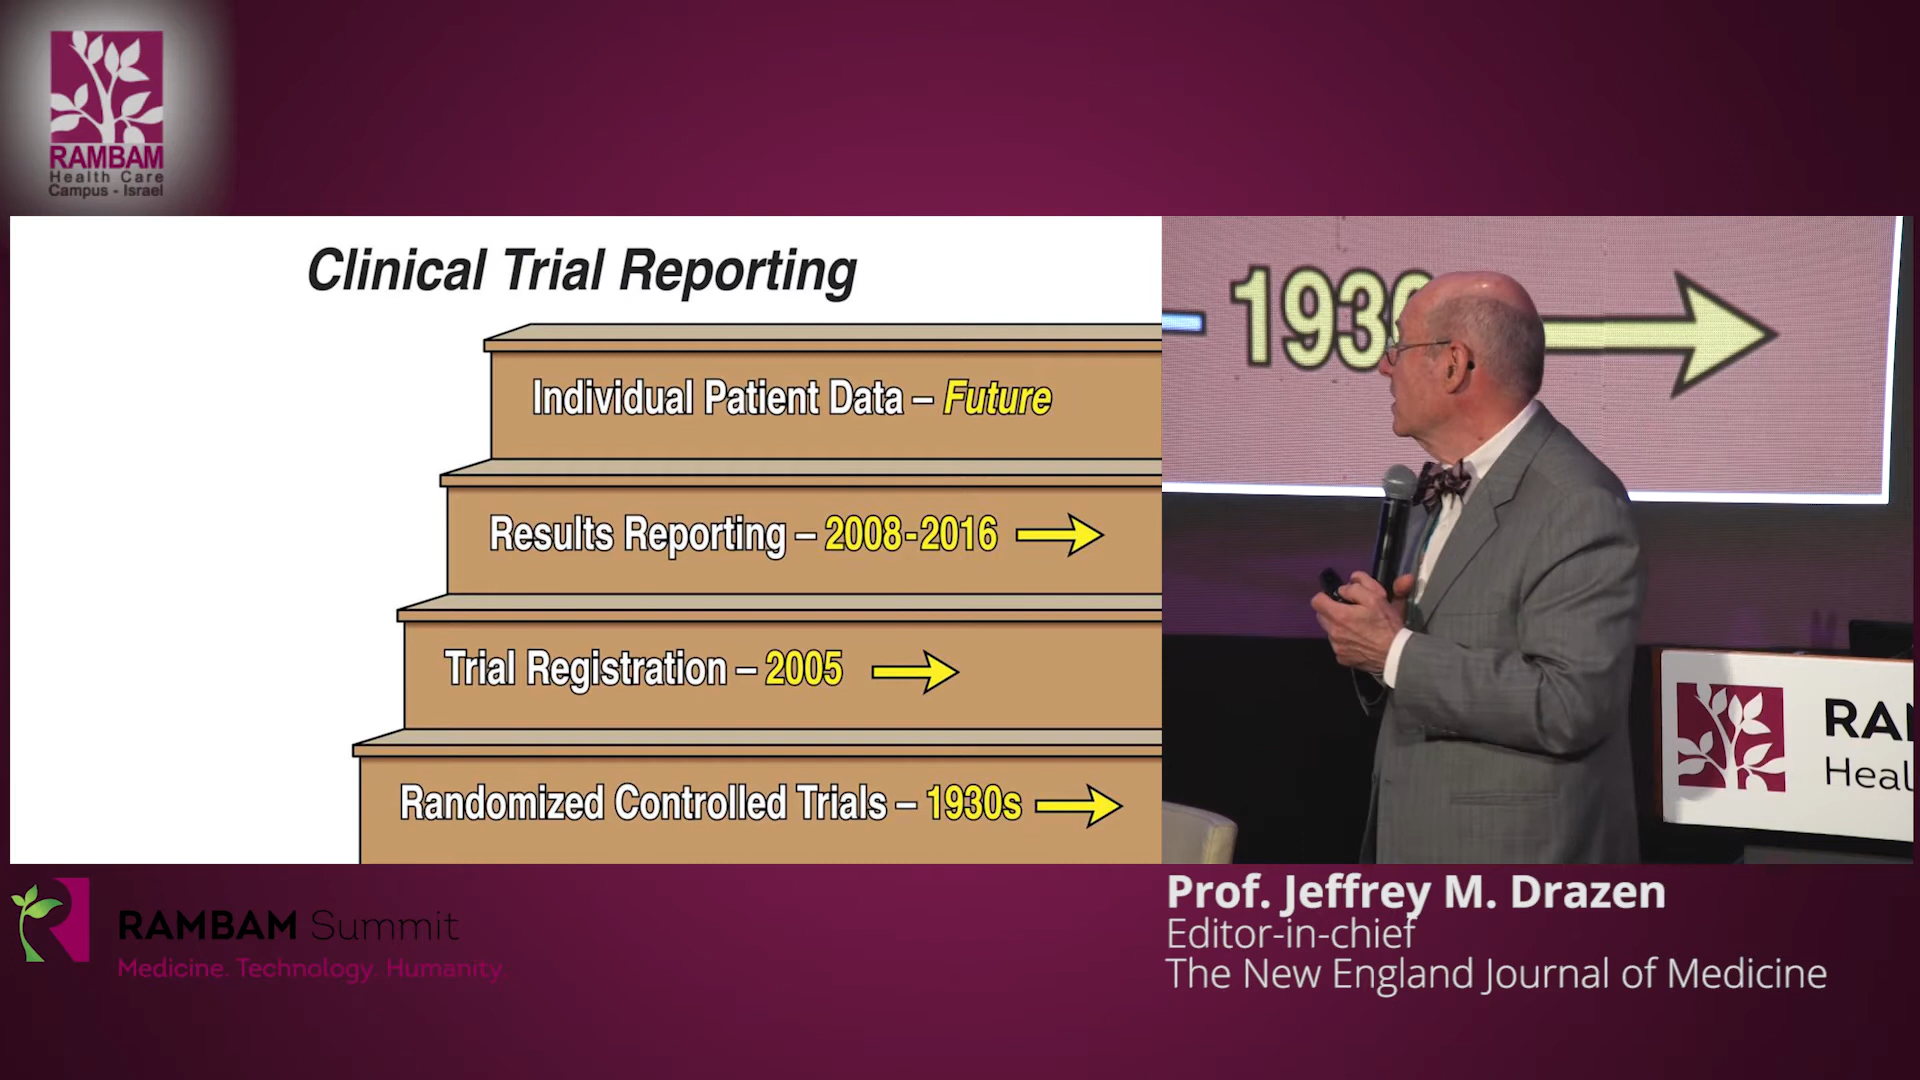 RAMBAM
Health Care
Campus - Israel
Clinical Trial Reporting
Individual Patient Data – Future
Results Reporting – 2008-2016
Trial Registration – 2005
Randomized Controlled Trials – 1930s
RAMBAM Summit
Medicine. Technology. Humanity.
Prof. Jeffrey M. Drazen
Editor-in-chief
The New England Journal of Medicine